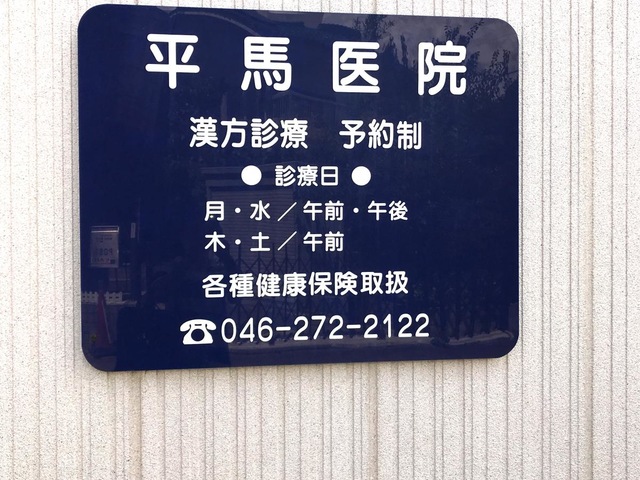 平馬医院
漢方診療　予約制
● 診療日 ●
月・水／午前・午後
木・土／午前
各種健康保険取扱
☎046-272-2122